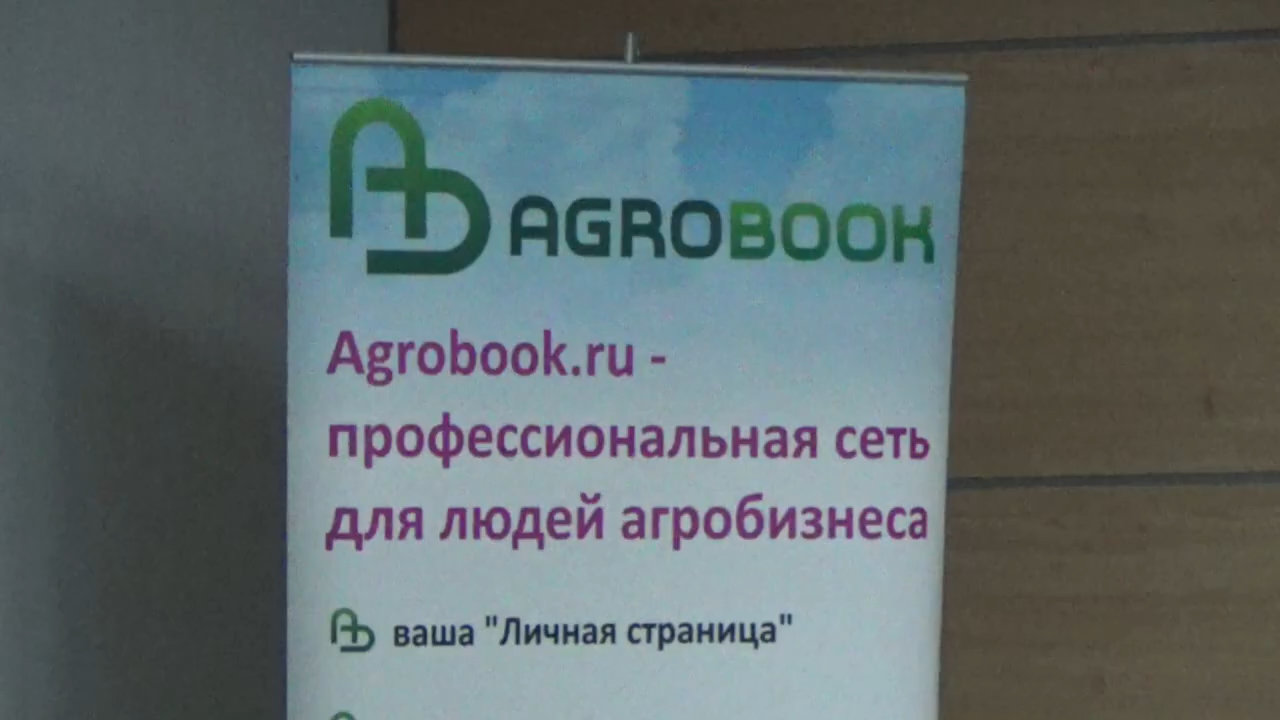 AGROBOOK
Agrobook.ru -
профессиональная сеть
для людей агробизнеса
ваша "Личная страница"